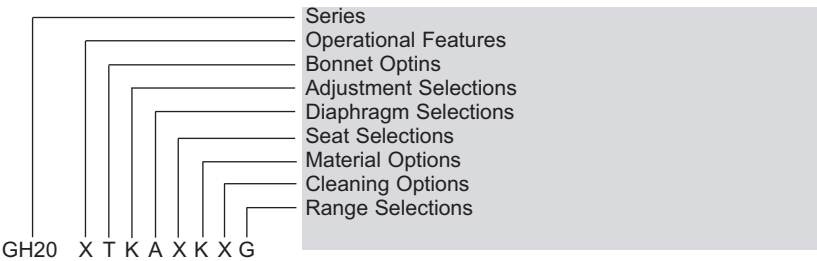 Series
Operational Features
Bonnet Optins
Adjustment Selections
Diaphragm Selections
Seat Selections
Material Options
Cleaning Options
Range Selections
GH20 X T K A X K X G